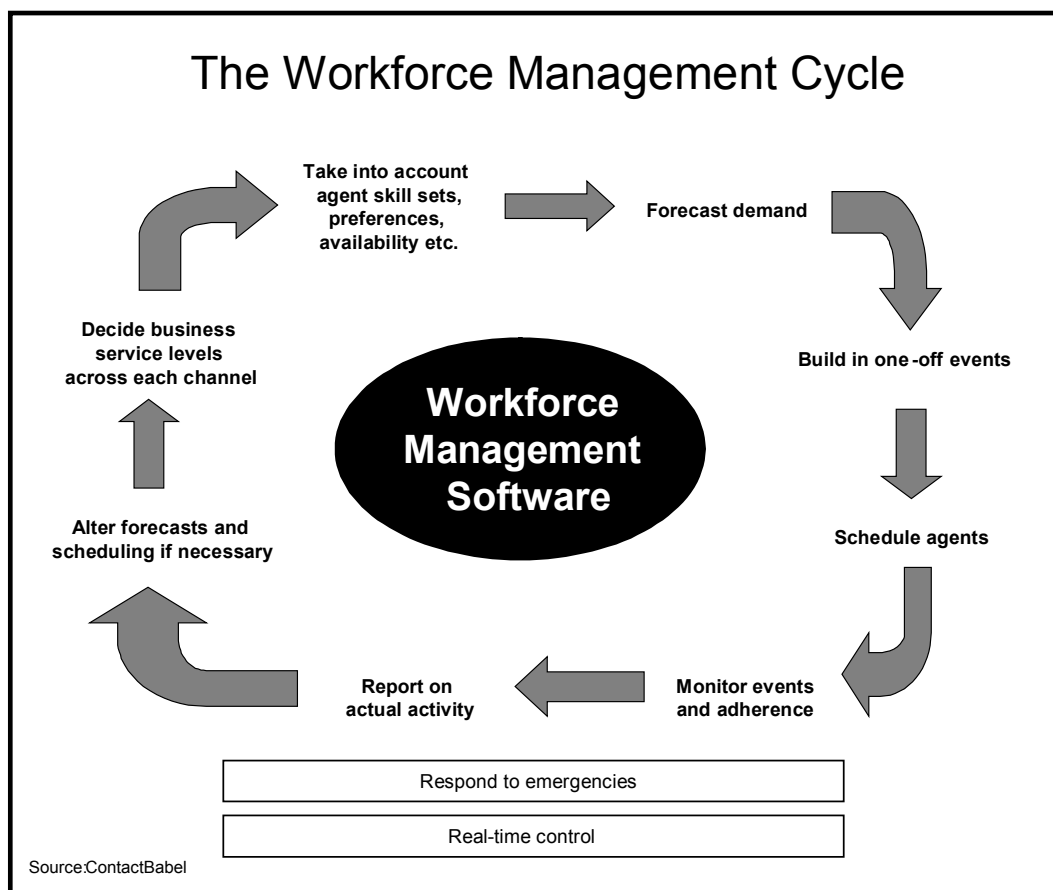 The Workforce Management Cycle
Take into account
agent skill sets,
preferences,
availability etc.
Forecast demand
Build in one-off events
Schedule agents
Monitor events
and adherence
Report on
actual activity
Alter forecasts and
scheduling if necessary
Decide business
service levels
across each channel
Workforce
Management
Software
Respond to emergencies
Real-time control
Source:ContactBabel